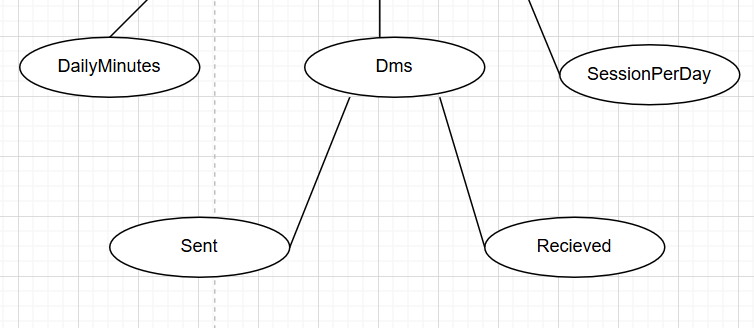 DailyMinutes
Dms
SessionPerDay
Sent
Recieved